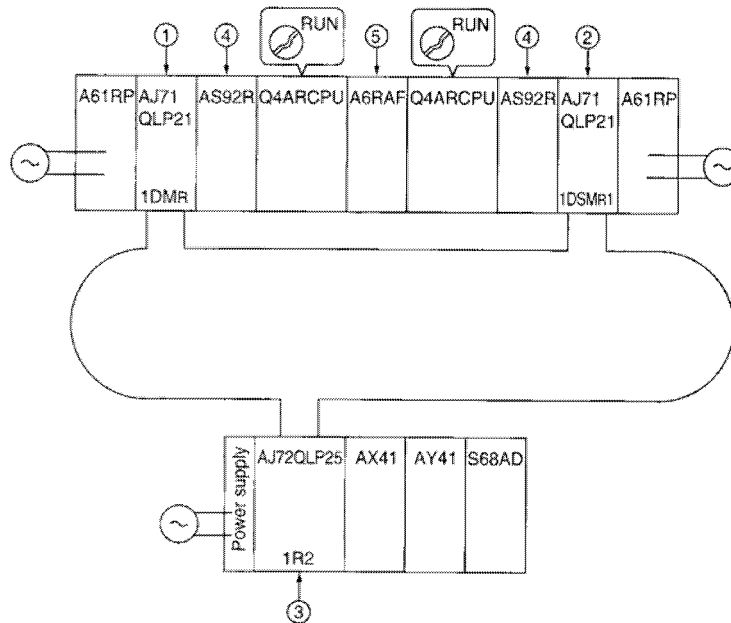 ① ④ RUN ⑤ RUN ④ ②
A61RP AJ71 AS92R Q4ARCPU A6RAF Q4ARCPU AS92R AJ71 A61RP
QLP21 QLP21
1DMR 1DSMR1
Power supply AJ72QLP25 AX41 AY41 S68AD
1R2
③